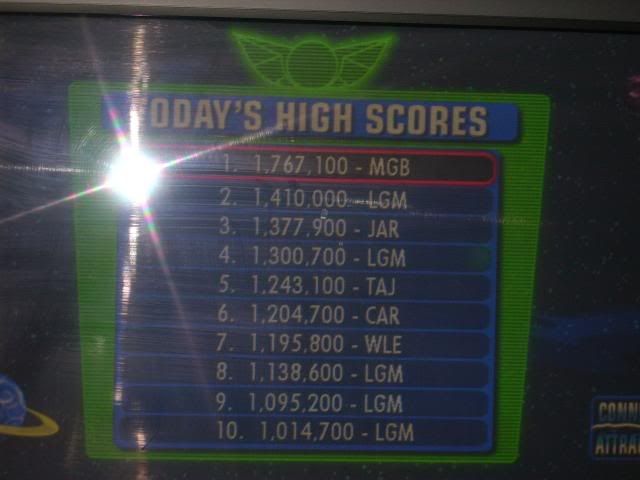 TODAY'S HIGH SCORES
1. 1,767,100 - MGB
2. 1,410,000 - LGM
3. 1,377,900 - JAR
4. 1,300,700 - LGM
5. 1,243,100 - TAJ
6. 1,204,700 - CAR
7. 1,195,800 - WLE
8. 1,138,600 - LGM
9. 1,095,200 - LGM
10. 1,014,700 - LGM